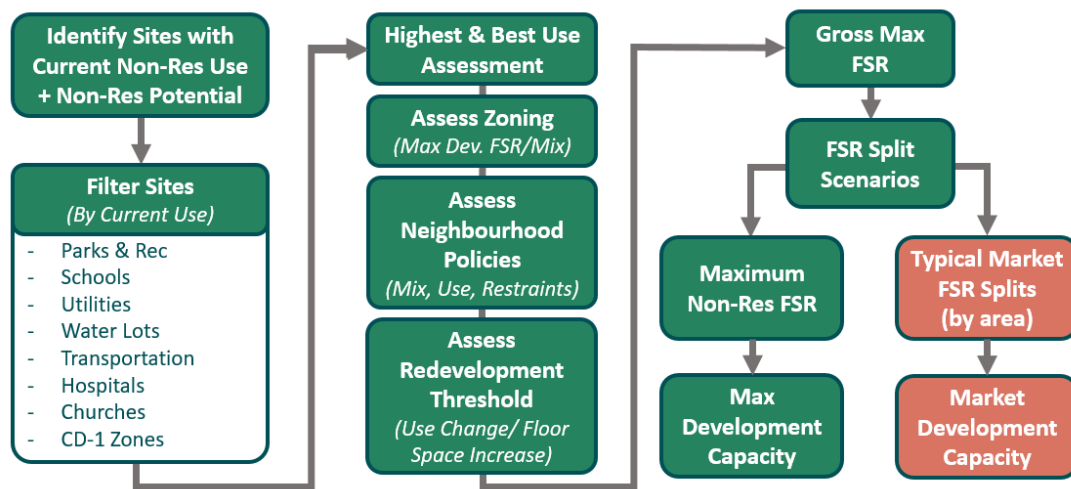 Identify Sites with
Current Non-Res Use
+ Non-Res Potential
Filter Sites
(By Current Use)
- Parks & Rec
- Schools
- Utilities
- Water Lots
- Transportation
- Hospitals
- Churches
- CD-1 Zones
Highest & Best Use
Assessment
Assess Zoning
(Max Dev. FSR/Mix)
Assess
Neighbourhood
Policies
(Mix, Use, Restraints)
Assess
Redevelopment
Threshold
(Use Change/ Floor
Space Increase)
Gross Max
FSR
FSR Split
Scenarios
Maximum
Non-Res FSR
Max
Development
Capacity
Typical Market
FSR Splits
(by area)
Market
Development
Capacity